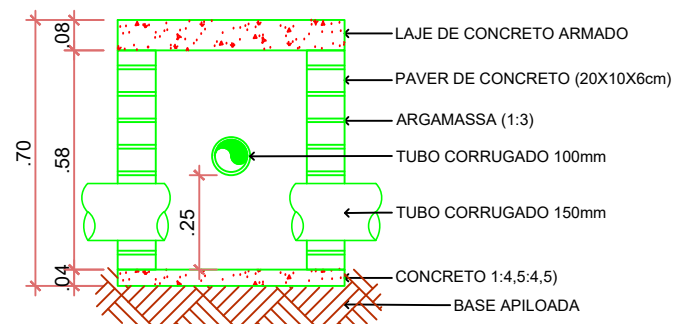 .08
LAJE DE CONCRETO ARMADO
PAVER DE CONCRETO (20X10X6cm)
ARGAMASSA (1:3)
.70
.58
TUBO CORRUGADO 100mm
.25
TUBO CORRUGADO 150mm
.04
CONCRETO 1:4,5:4,5)
BASE APILOADA